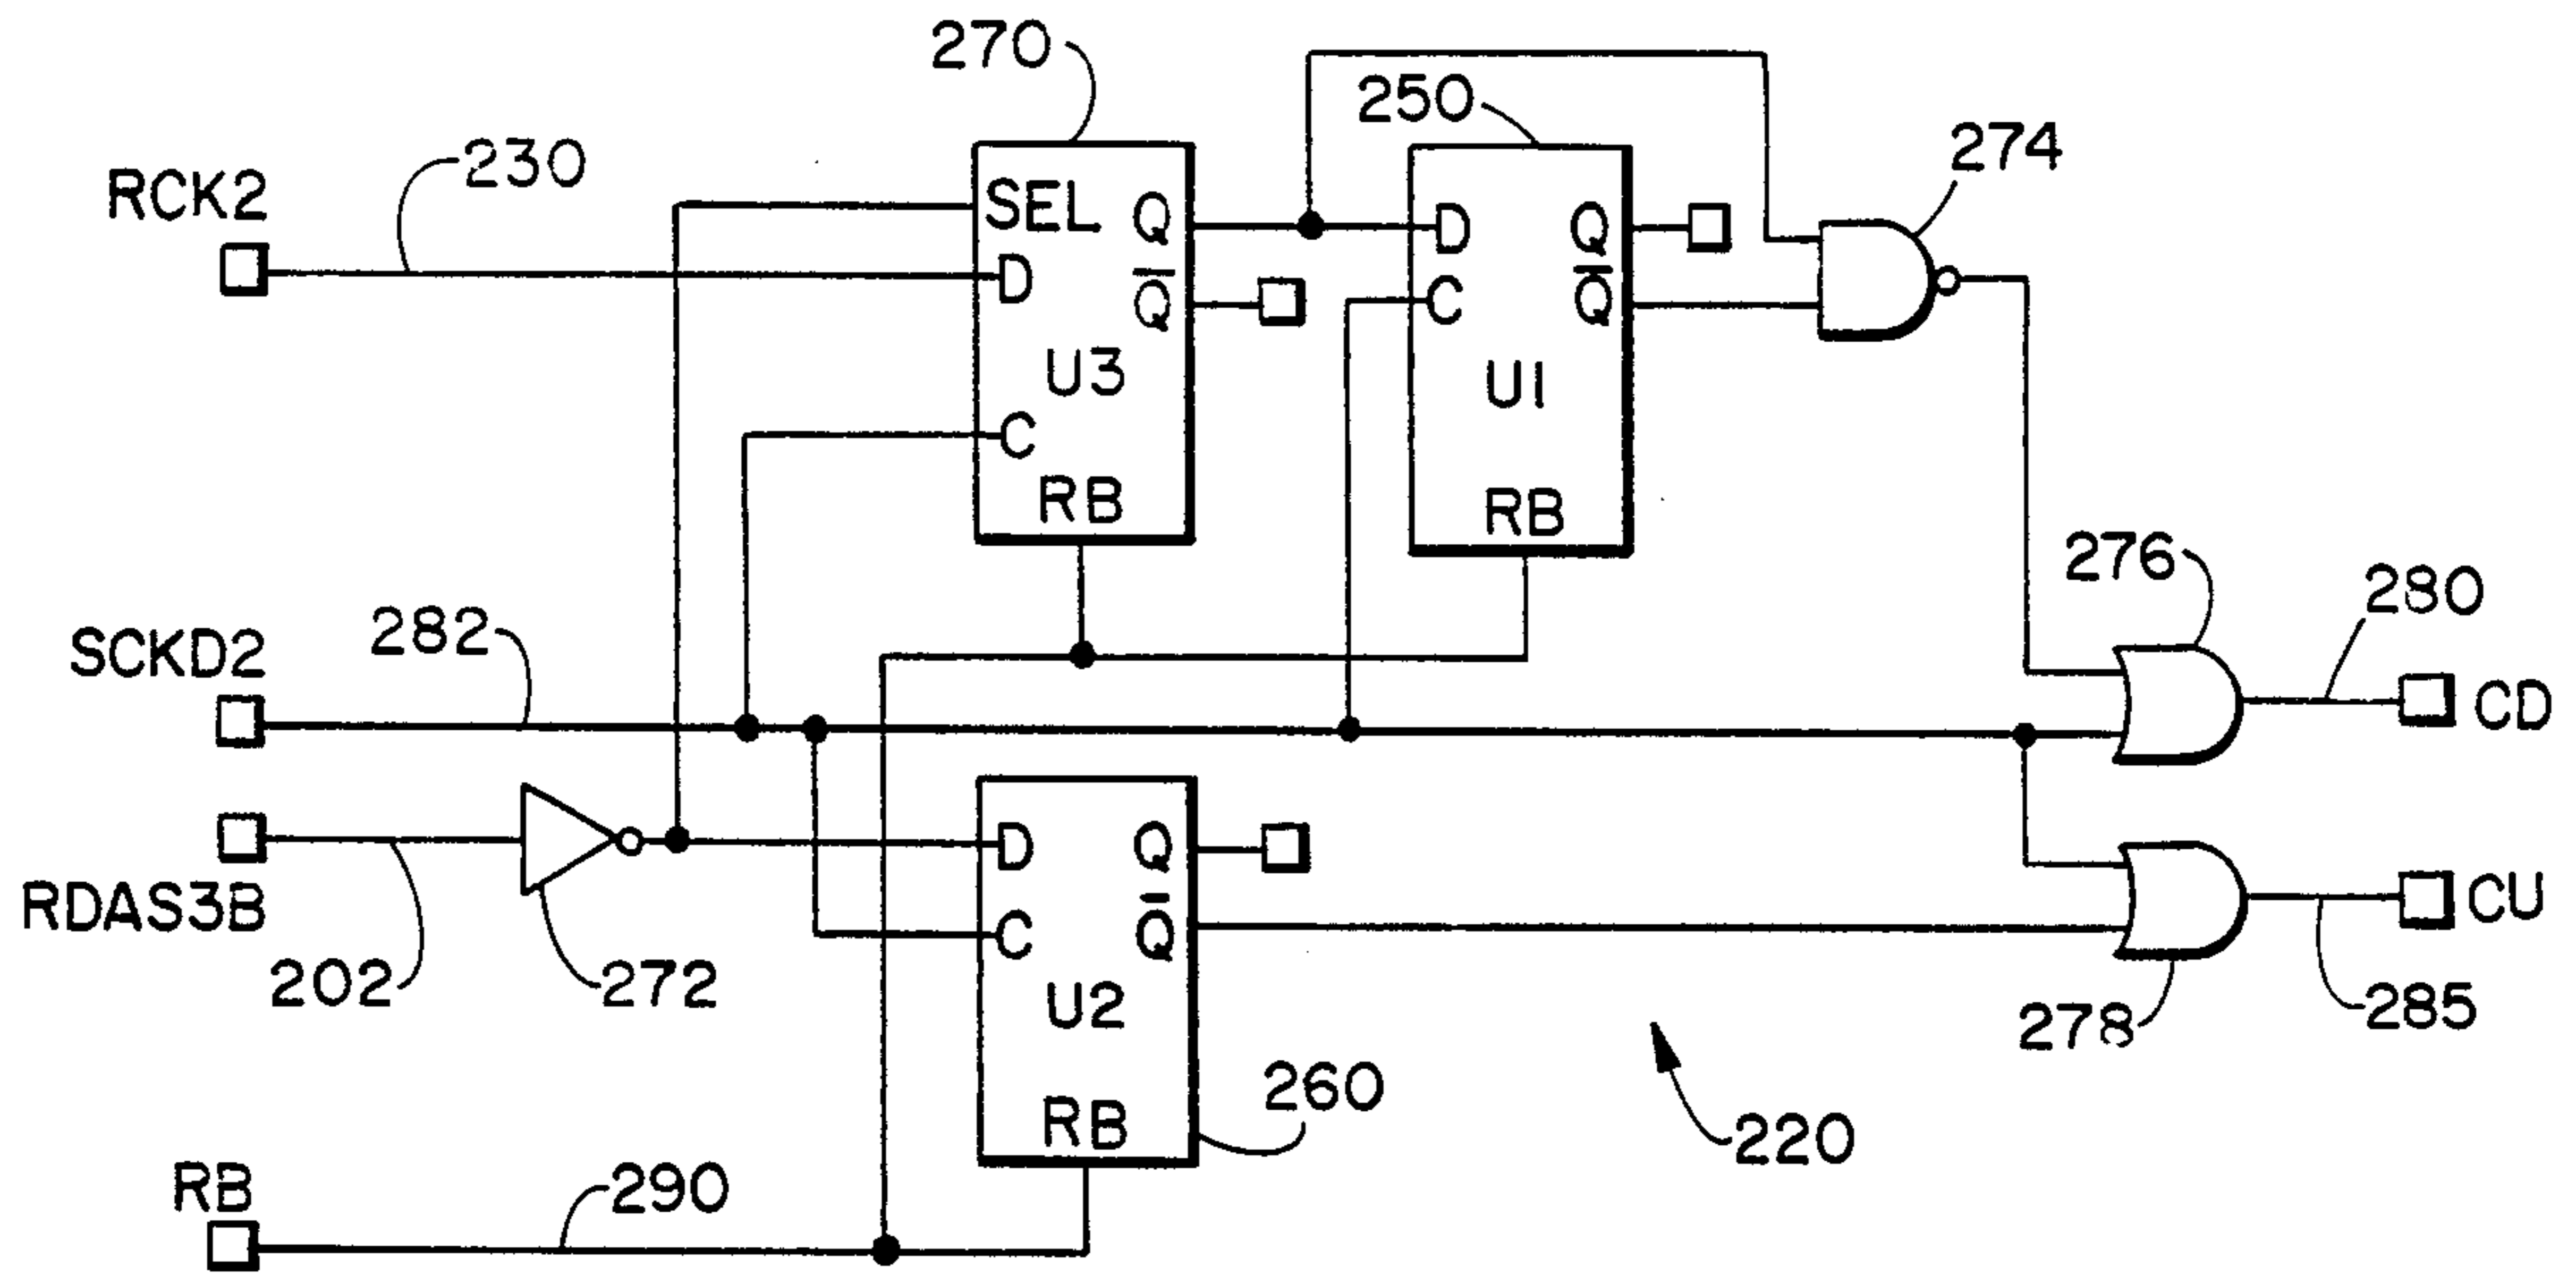 270
250
274
230
RCK2
SEL Q
D
Q̅
U3
C
RB
D Q
C Q̅
U1
RB
276
280
282
SCKD2
CD
RDAS3B
202
272
D Q
C Q̅
U2
RB
260
CU
278
285
220
RB
290